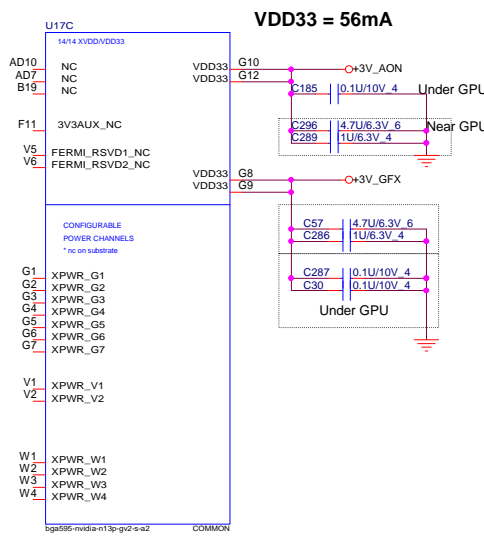 VDD33 = 56mA
U17C
14/14 XVDD/VDD33
AD10 NC
AD7 NC
B19 NC
F11 3V3AUX_NC
V5 FERMI_RSVD1_NC
V6 FERMI_RSVD2_NC
VDD33 G10
VDD33 G12
+3V_AON
C185 0.1U/10V_4 Under GPU
C296 4.7U/6.3V_6 Near GPU
C289 1U/6.3V_4
VDD33 G8
VDD33 G9
+3V_GFX
C57 4.7U/6.3V_6
C286 1U/6.3V_4
C287 0.1U/10V_4
C30 0.1U/10V_4
Under GPU
CONFIGURABLE
POWER CHANNELS
* nc on substrate
G1 XPWR_G1
G2 XPWR_G2
G3 XPWR_G3
G4 XPWR_G4
G5 XPWR_G5
G6 XPWR_G6
G7 XPWR_G7
V1 XPWR_V1
V2 XPWR_V2
W1 XPWR_W1
W2 XPWR_W2
W3 XPWR_W3
W4 XPWR_W4
bga595-nvidia-n13p-gv2-s-a2 COMMON